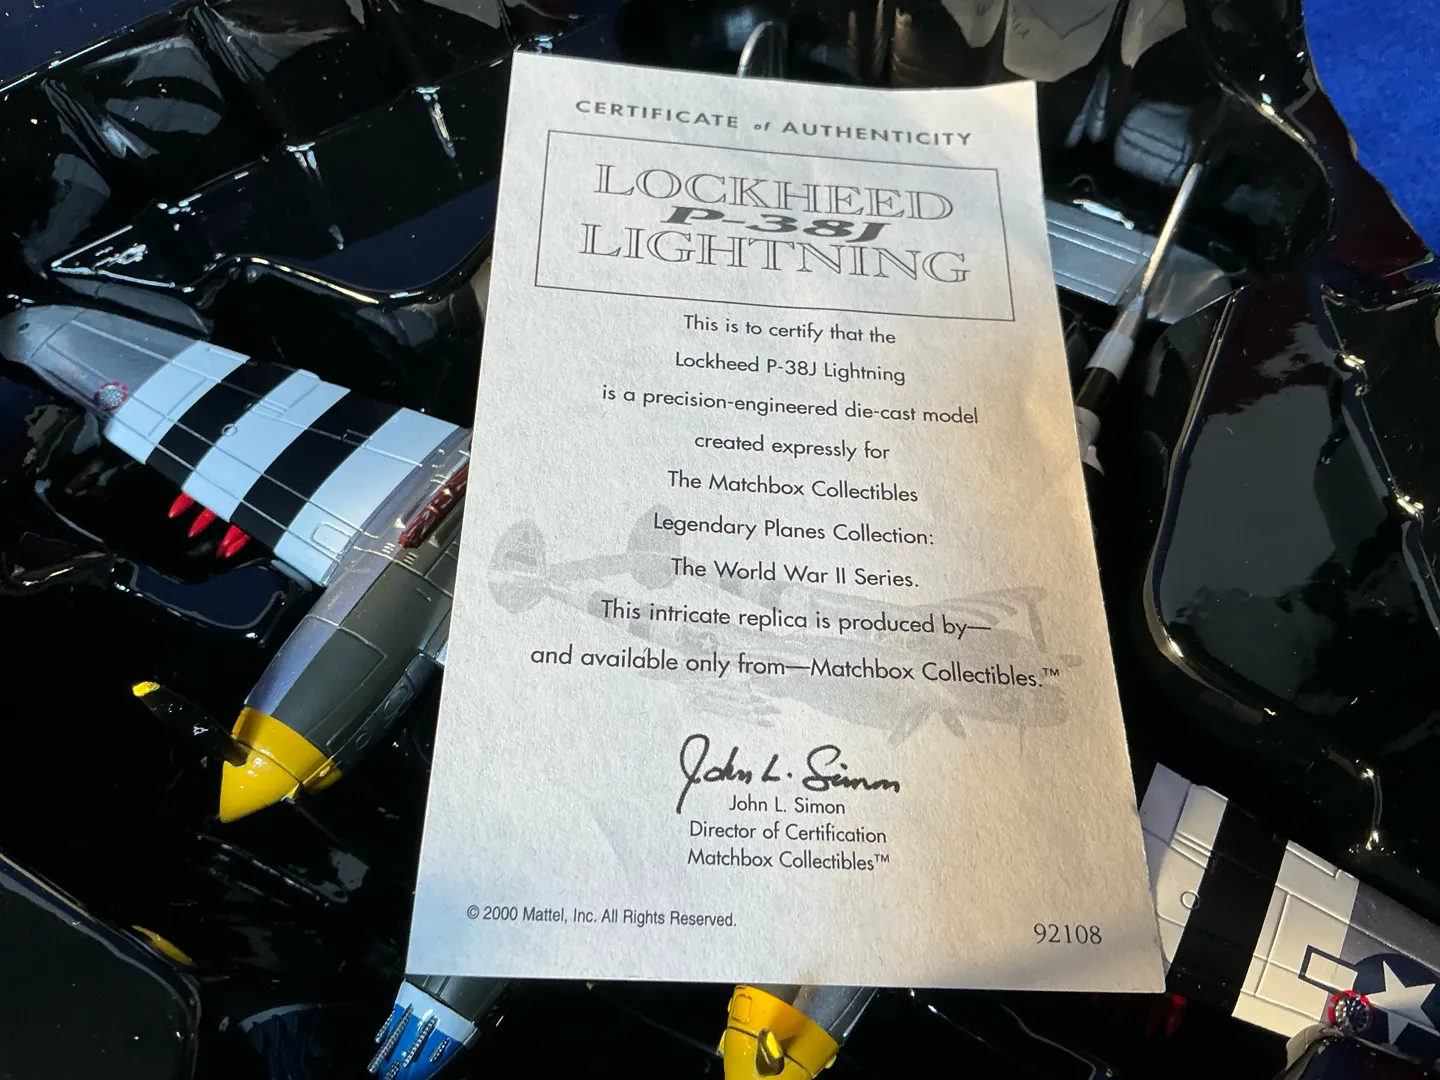 CERTIFICATE of AUTHENTICITY
LOCKHEED
P-38J
LIGHTNING
This is to certify that the
Lockheed P-38J Lightning
is a precision-engineered die-cast model
created expressly for
The Matchbox Collectibles
Legendary Planes Collection:
The World War II Series.
This intricate replica is produced by—
and available only from—Matchbox Collectibles.™
John L. Simon
John L. Simon
Director of Certification
Matchbox Collectibles™
© 2000 Mattel, Inc. All Rights Reserved.
92108